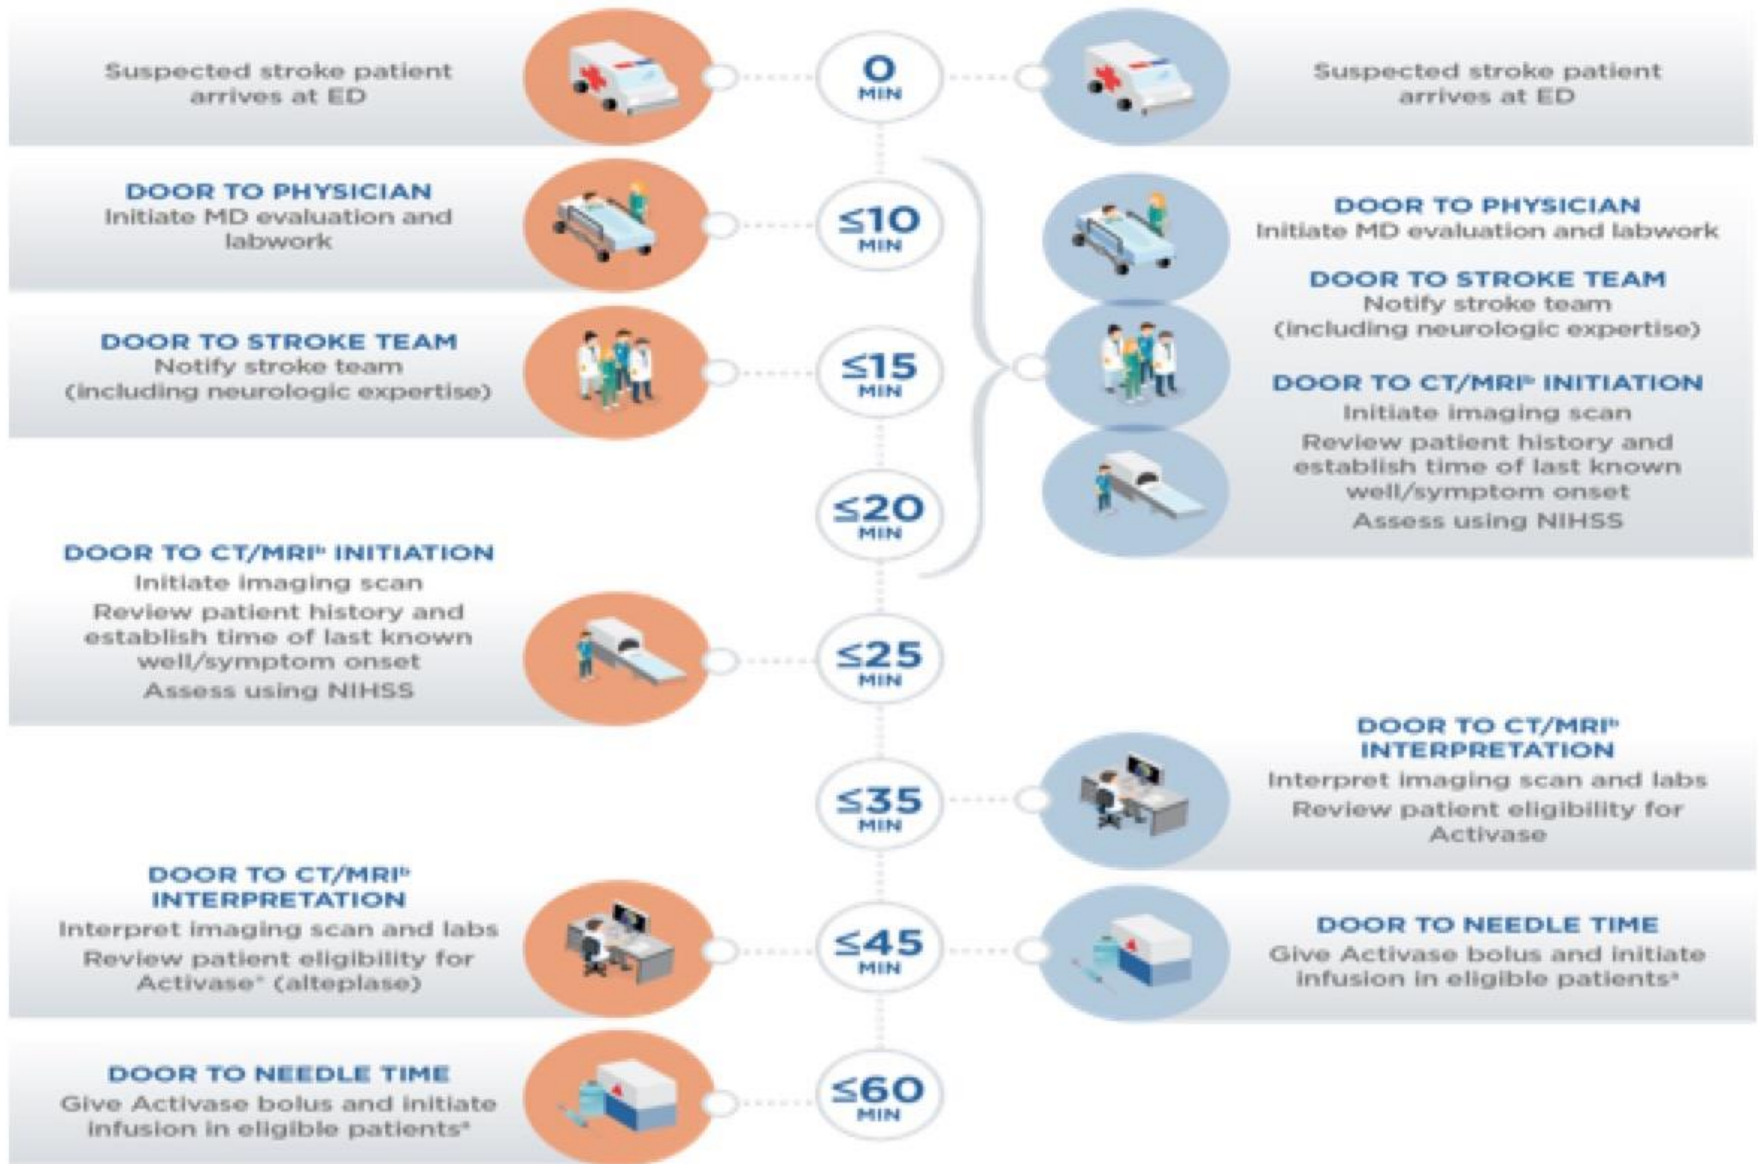 Suspected stroke patient
arrives at ED
0
MIN
Suspected stroke patient
arrives at ED
DOOR TO PHYSICIAN
Initiate MD evaluation and
labwork
≤10
MIN
DOOR TO STROKE TEAM
Notify stroke team
(including neurologic expertise)
≤15
MIN
≤20
MIN
DOOR TO PHYSICIAN
Initiate MD evaluation and labwork
DOOR TO STROKE TEAM
Notify stroke team
(including neurologic expertise)
DOOR TO CT/MRIᵇ INITIATION
Initiate imaging scan
Review patient history and
establish time of last known
well/symptom onset
Assess using NIHSS
DOOR TO CT/MRIᵇ INITIATION
Initiate imaging scan
Review patient history and
establish time of last known
well/symptom onset
Assess using NIHSS
≤25
MIN
≤35
MIN
DOOR TO CT/MRIᵇ
INTERPRETATION
Interpret imaging scan and labs
Review patient eligibility for
Activase
DOOR TO CT/MRIᵇ
INTERPRETATION
Interpret imaging scan and labs
Review patient eligibility for
Activase® (alteplase)
≤45
MIN
DOOR TO NEEDLE TIME
Give Activase bolus and initiate
infusion in eligible patientsᵃ
DOOR TO NEEDLE TIME
Give Activase bolus and initiate
infusion in eligible patientsᵃ
≤60
MIN